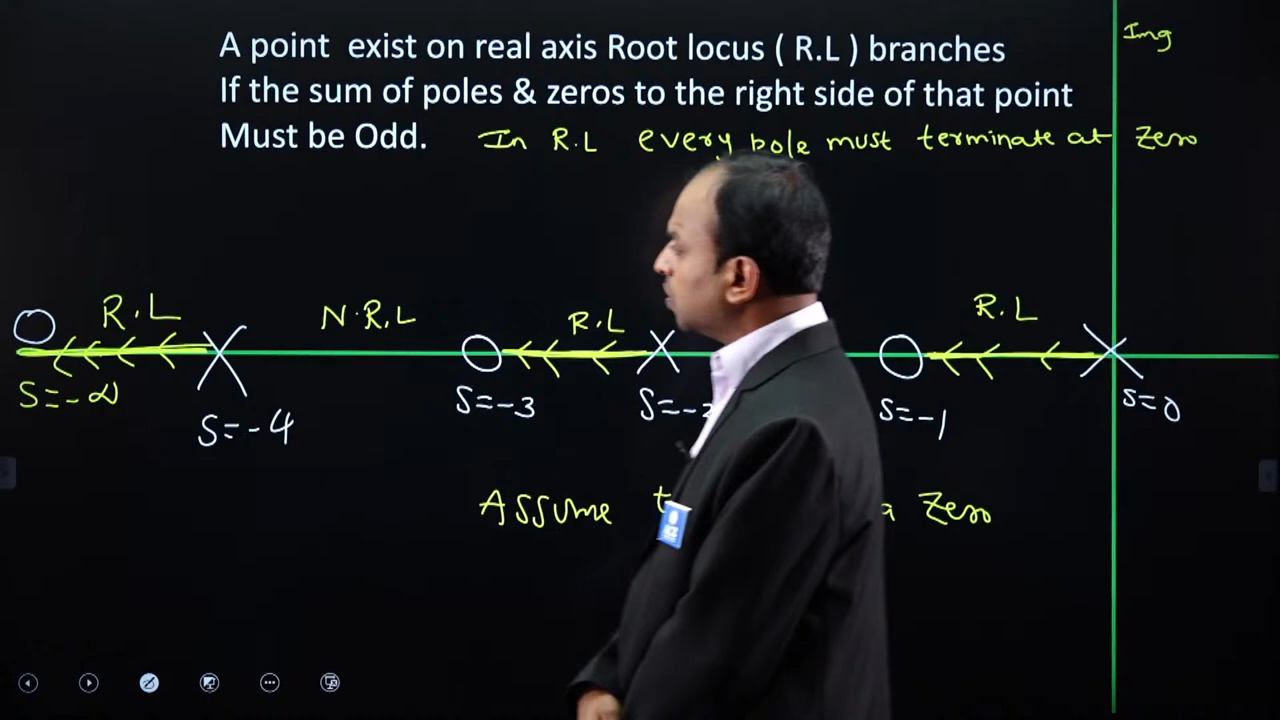 Img
A point exist on real axis Root locus ( R.L ) branches
If the sum of poles & zeros to the right side of that point
Must be Odd. In R.L every pole must terminate at zero
R.L N.R.L R.L R.L
S=-∞ S=-4 S=-3 S=-2 S=-1 S=0
Assume a zero